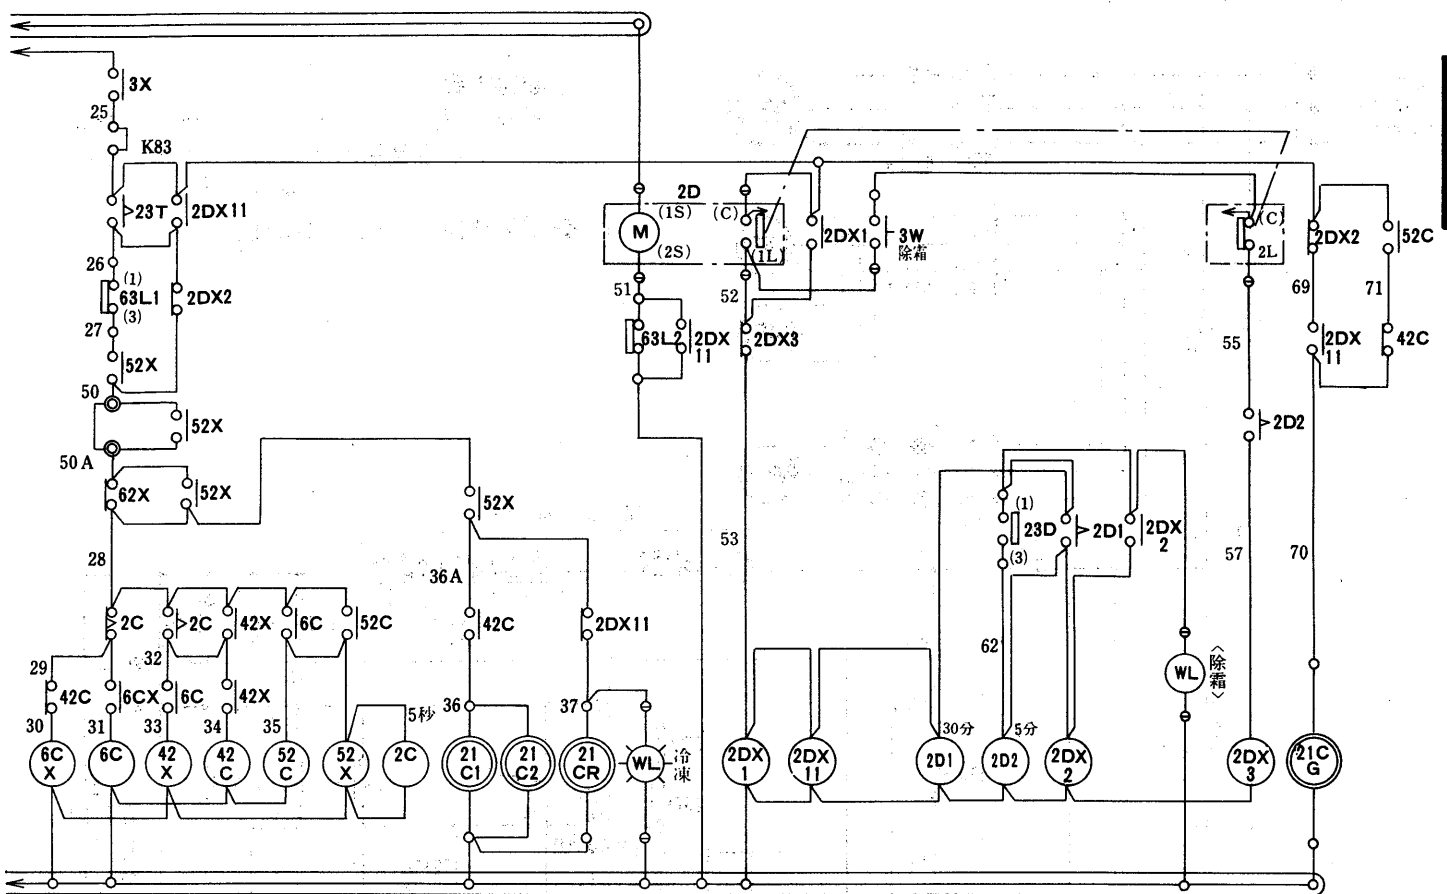 3X
25
K83
2D
(1S)
(C)
(C)
23T
2DX11
M
2DX1
3W
除霜
2DX2
52C
(2S)
(1L)
2L
26
(1)
63L1
2DX2
51
52
69
71
(3)
27
63L2
2DX
11
2DX3
55
2DX
11
42C
52X
50
52X
2D2
50A
62X
52X
52X
(1)
23D
2D1
2DX
2
(3)
28
53
57
70
36A
2C
2C
42X
6C
52C
42C
2DX11
29
32
62
42C
6CX
6C
42X
WL
〈除霜〉
30
31
33
34
35
5秒
36
37
30分
5分
6C
X
6C
42
X
42
C
52
C
52
X
2C
21
C1
21
C2
21
CR
WL
冷凍
2DX
1
2DX
11
2D1
2D2
2DX
2
2DX
3
21C
G